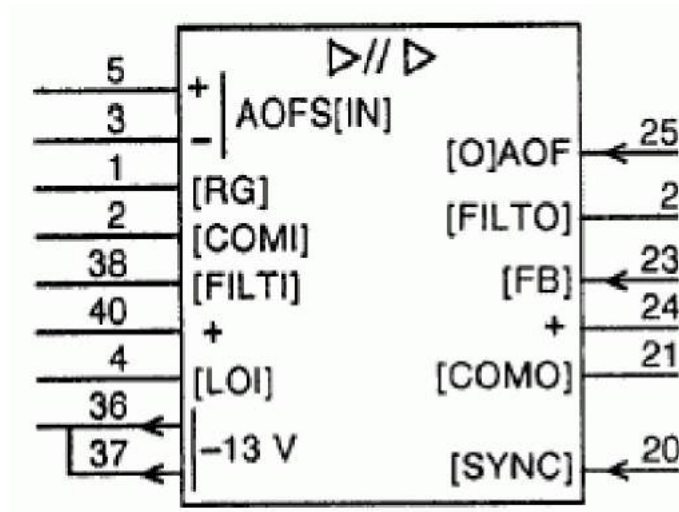 ▷// ▷
5 + AOFS[IN]
3 −
[O]AOF 25
1 [RG]
[FILTO] 2
2 [COMI]
38 [FILTI]
[FB] 23
40 +
+ 24
4 [LOI]
[COMO] 21
36
37 −13 V
[SYNC] 20